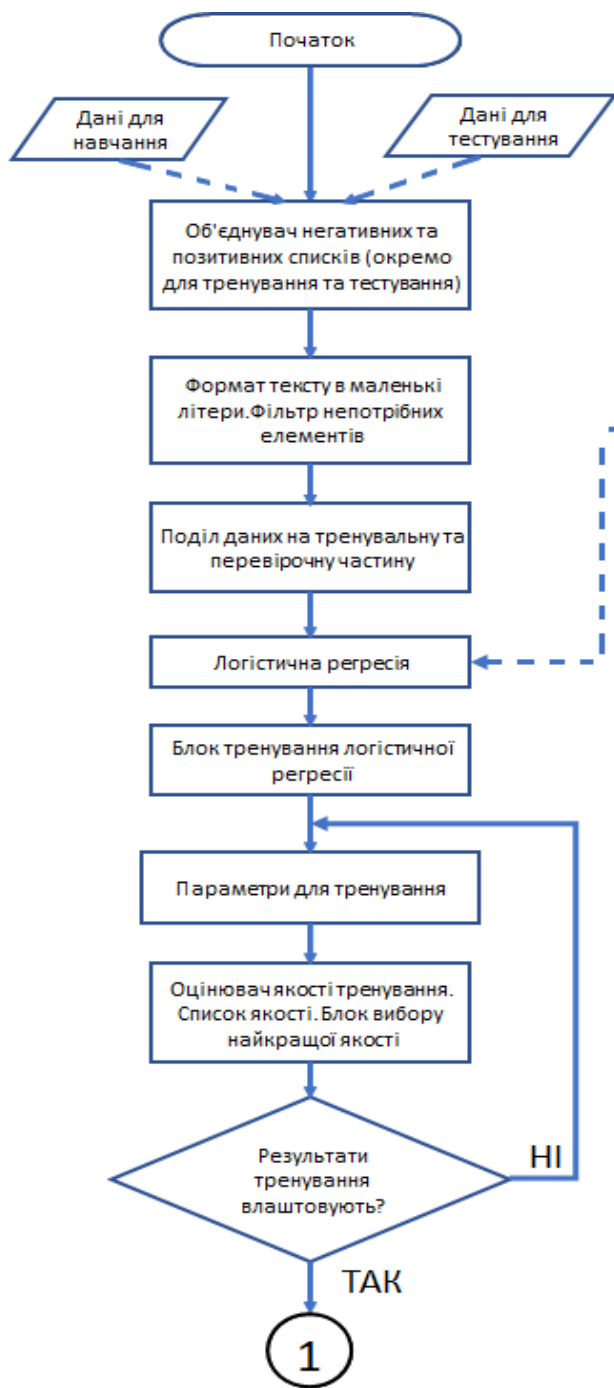 Початок
Дані для
навчання
Дані для
тестування
Об'єднувач негативних та
позитивних списків (окремо
для тренування та тестування)
Формат тексту в маленькі
літери.Фільтр непотрібних
елементів
Поділ даних на тренувальну та
перевірочну частину
Логістична регресія
Блок тренування логістичної
регресії
Параметри для тренування
Оцінювач якості тренування.
Список якості. Блок вибору
найкращої якості
Результати
тренування
влаштовують?
НІ
ТАК
1